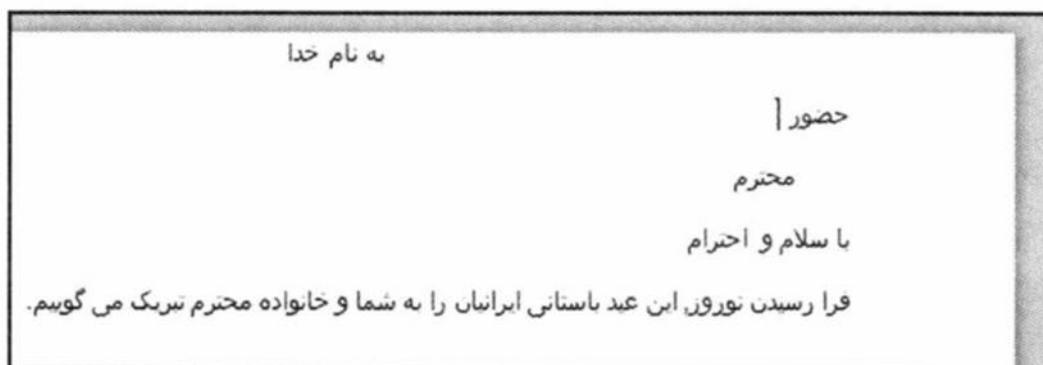 به نام خدا
حضور
محترم
با سلام و احترام
فرا رسیدن نوروز, این عید باستانی ایرانیان را به شما و خانواده محترم تبریک می گوییم.